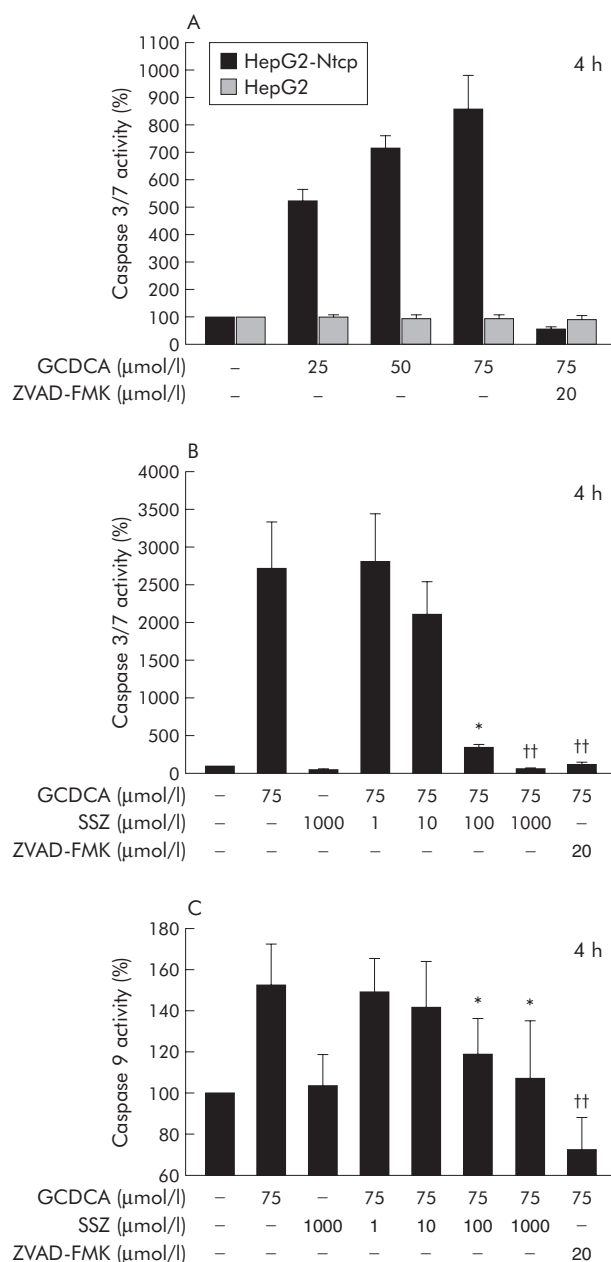 A
4 h
HepG2-Ntcp
HepG2
Caspase 3/7 activity (%)
1100
1000
900
800
700
600
500
400
300
200
100
0
GCDCA (μmol/l) – 25 50 75 75
ZVAD-FMK (μmol/l) – – – – 20
B
4 h
Caspase 3/7 activity (%)
4000
3500
3000
2500
2000
1500
1000
500
0
*
††
††
GCDCA (μmol/l) – 75 – 75 75 75 75 75
SSZ (μmol/l) – – 1000 1 10 100 1000 –
ZVAD-FMK (μmol/l) – – – – – – – 20
C
4 h
Caspase 9 activity (%)
180
160
140
120
100
80
60
*
*
††
GCDCA (μmol/l) – 75 – 75 75 75 75 75
SSZ (μmol/l) – – 1000 1 10 100 1000 –
ZVAD-FMK (μmol/l) – – – – – – – 20